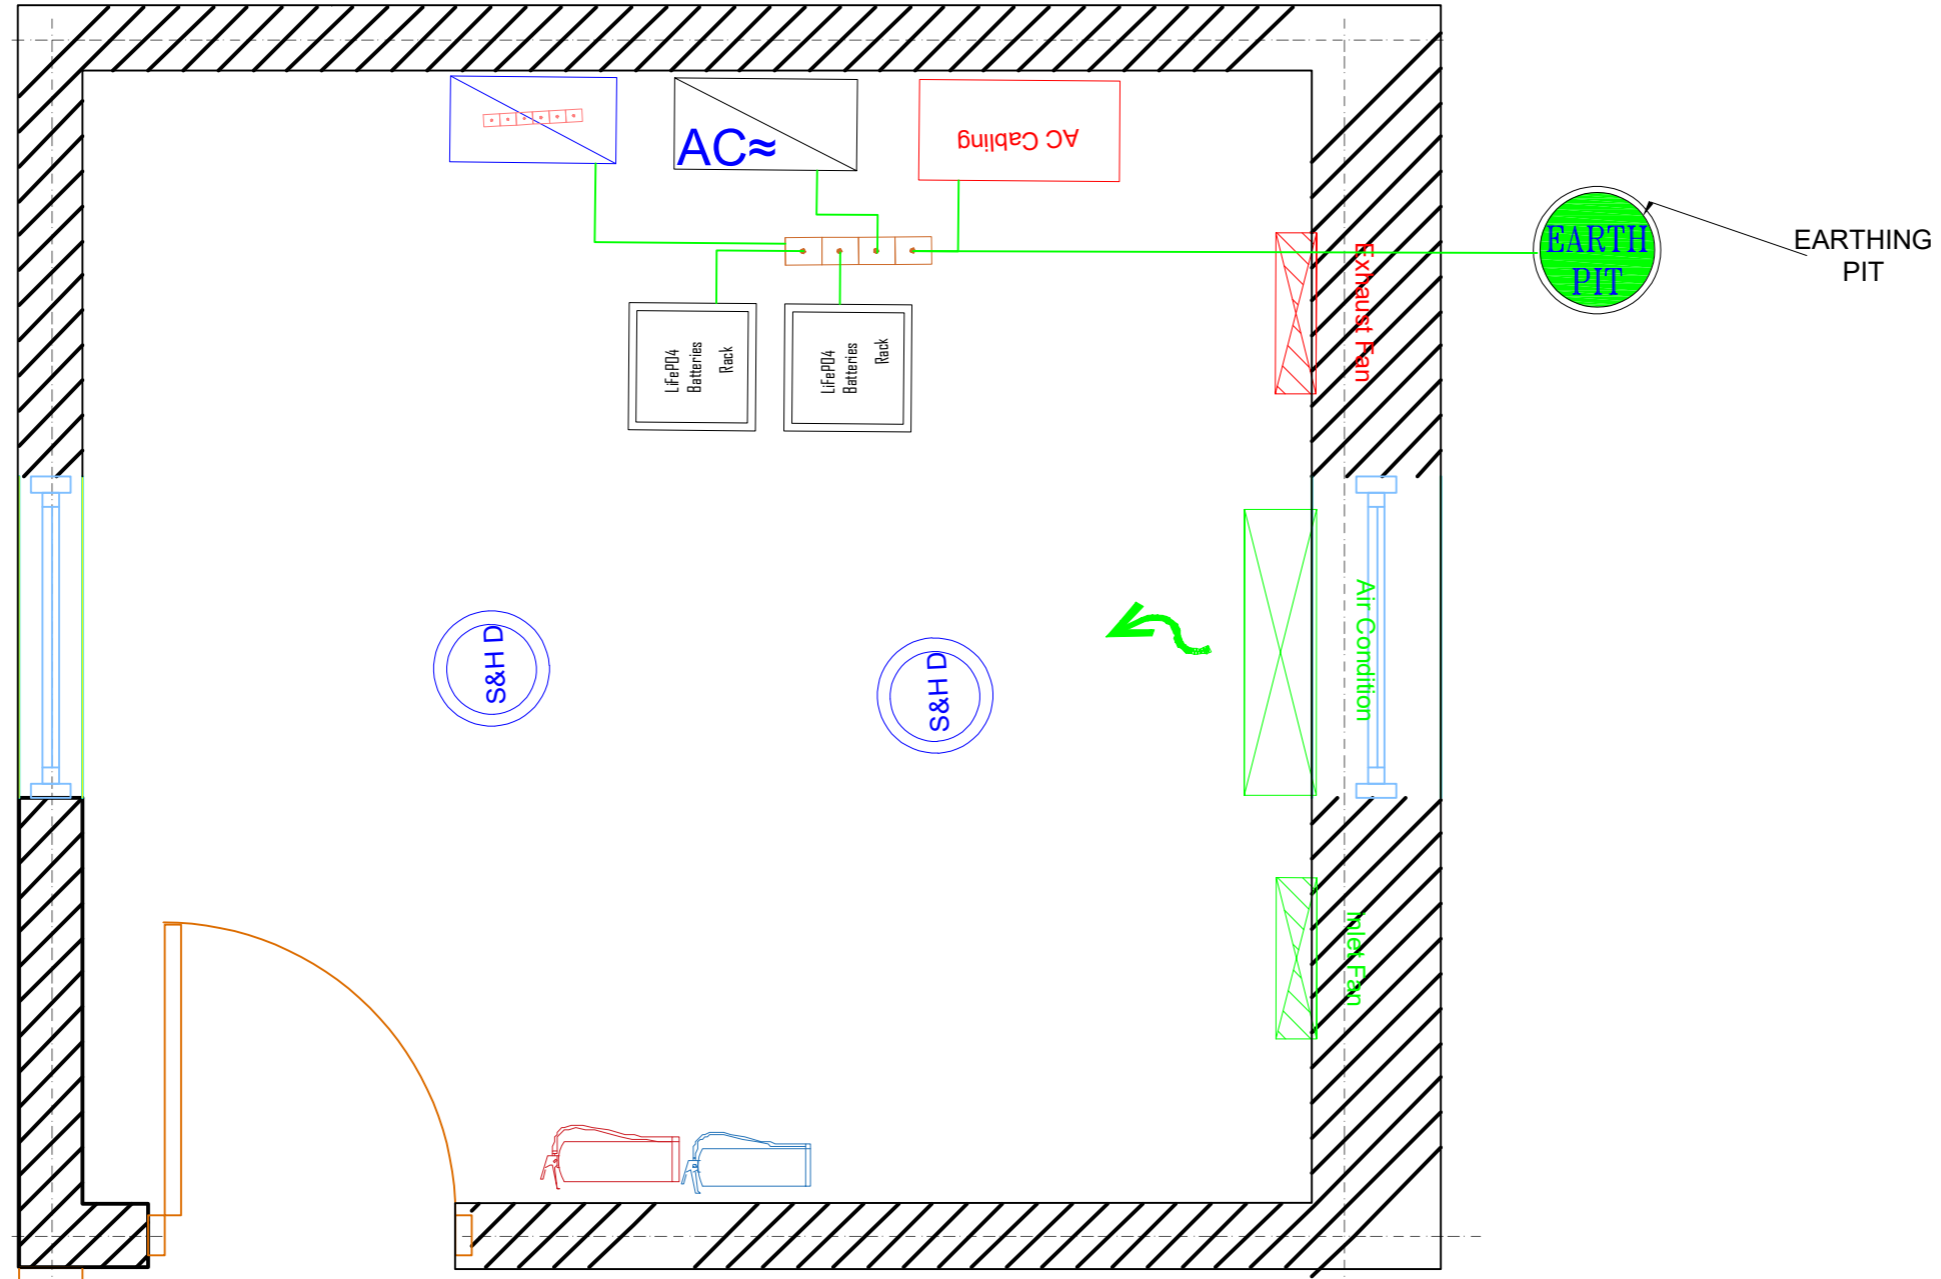 AC≈
AC Cabling
EARTH
PIT
EARTHING
PIT
Exhaust Fan
LiFePO4
Batteries
Rack
LiFePO4
Batteries
Rack
Air Condition
S&H D
S&H D
Inlet Fan